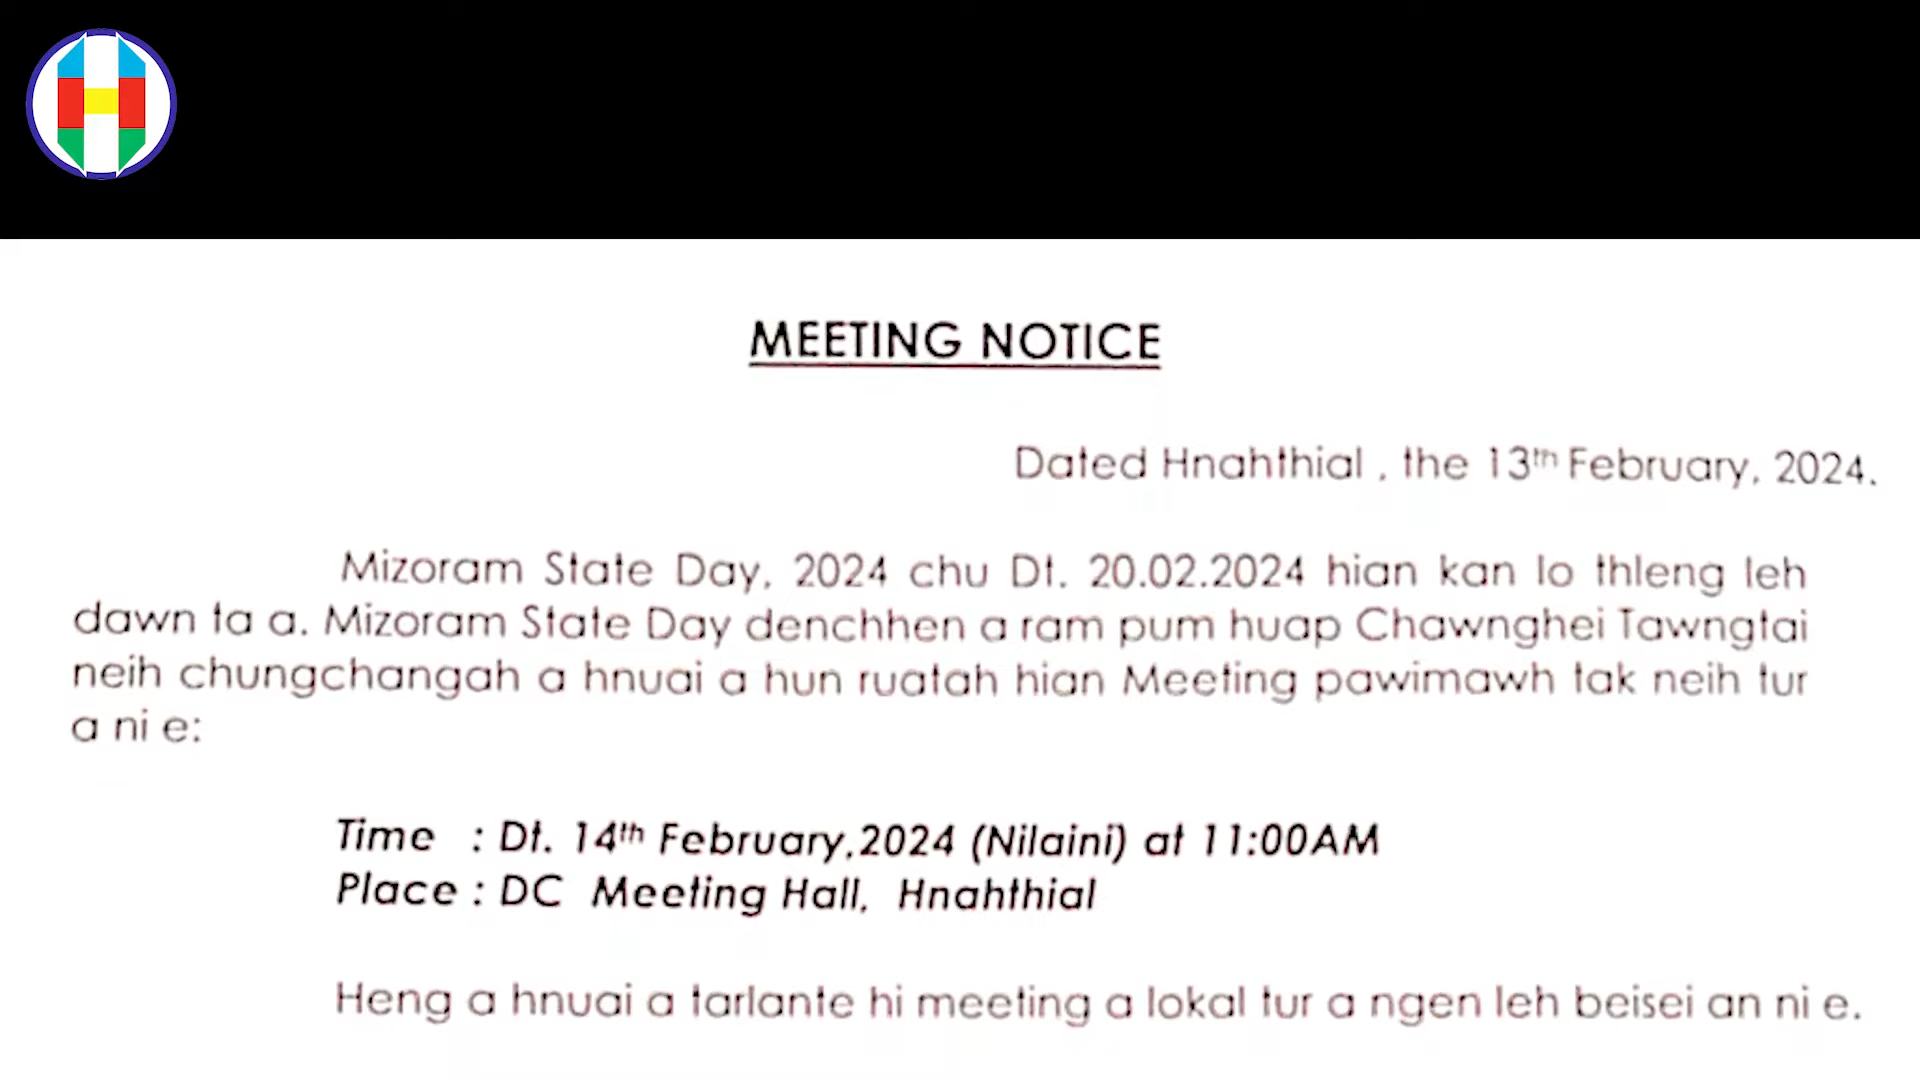 MEETING NOTICE
Dated Hnahthial , the 13th February, 2024.
Mizoram State Day, 2024 chu Dt. 20.02.2024 hian kan lo thleng leh
dawn ta a. Mizoram State Day denchhen a ram pum huap Chawnghei Tawngtai
neih chungchangah a hnuai a hun ruatah hian Meeting pawimawh tak neih tur
a ni e:
Time : Dt. 14th February,2024 (Nilaini) at 11:00AM
Place : DC Meeting Hall, Hnahthial
Heng a hnuai a tarlante hi meeting a lokal tur a ngen leh beisei an ni e.